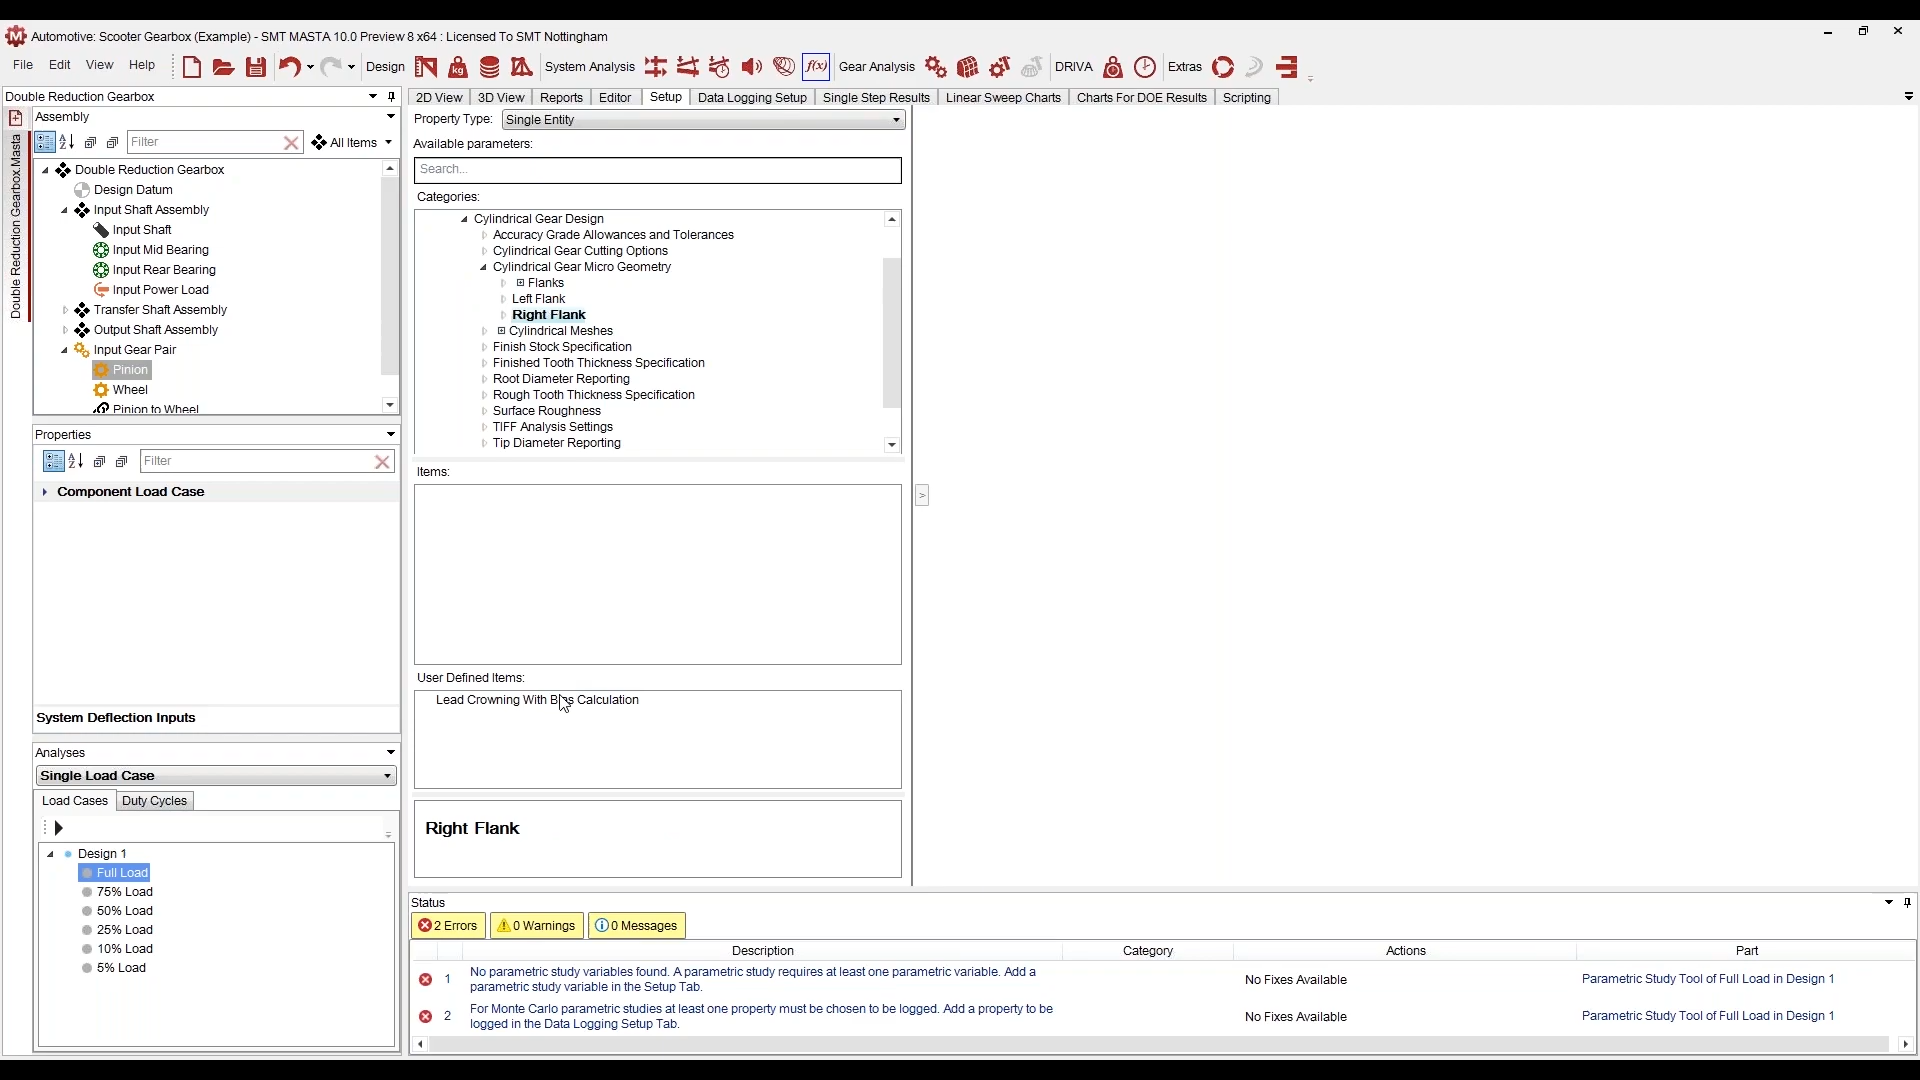 Automotive: Scooter Gearbox (Example) - SMT MASTA 10.0 Preview 8 x64 : Licensed To SMT Nottingham
File Edit View Help Design System Analysis f(x) Gear Analysis DRIVA Extras
Double Reduction Gearbox
2D View 3D View Reports Editor Setup Data Logging Setup Single Step Results Linear Sweep Charts Charts For DOE Results Scripting
Double Reduction Gearbox.Masta
Assembly
Filter All Items
Double Reduction Gearbox
Design Datum
Input Shaft Assembly
Input Shaft
Input Mid Bearing
Input Rear Bearing
Input Power Load
Transfer Shaft Assembly
Output Shaft Assembly
Input Gear Pair
Pinion
Wheel
Pinion to Wheel
Properties
Filter
Component Load Case
System Deflection Inputs
Analyses
Single Load Case
Load Cases Duty Cycles
Design 1
Full Load
75% Load
50% Load
25% Load
10% Load
5% Load
Property Type: Single Entity
Available parameters:
Search...
Categories:
Cylindrical Gear Design
Accuracy Grade Allowances and Tolerances
Cylindrical Gear Cutting Options
Cylindrical Gear Micro Geometry
Flanks
Left Flank
Right Flank
Cylindrical Meshes
Finish Stock Specification
Finished Tooth Thickness Specification
Root Diameter Reporting
Rough Tooth Thickness Specification
Surface Roughness
TIFF Analysis Settings
Tip Diameter Reporting
Items:
>
User Defined Items:
Lead Crowning With Bias Calculation
Right Flank
Status
2 Errors 0 Warnings 0 Messages
Description Category Actions Part
1 No parametric study variables found. A parametric study requires at least one parametric variable. Add a
parametric study variable in the Setup Tab.
No Fixes Available Parametric Study Tool of Full Load in Design 1
2 For Monte Carlo parametric studies at least one property must be chosen to be logged. Add a property to be
logged in the Data Logging Setup Tab.
No Fixes Available Parametric Study Tool of Full Load in Design 1